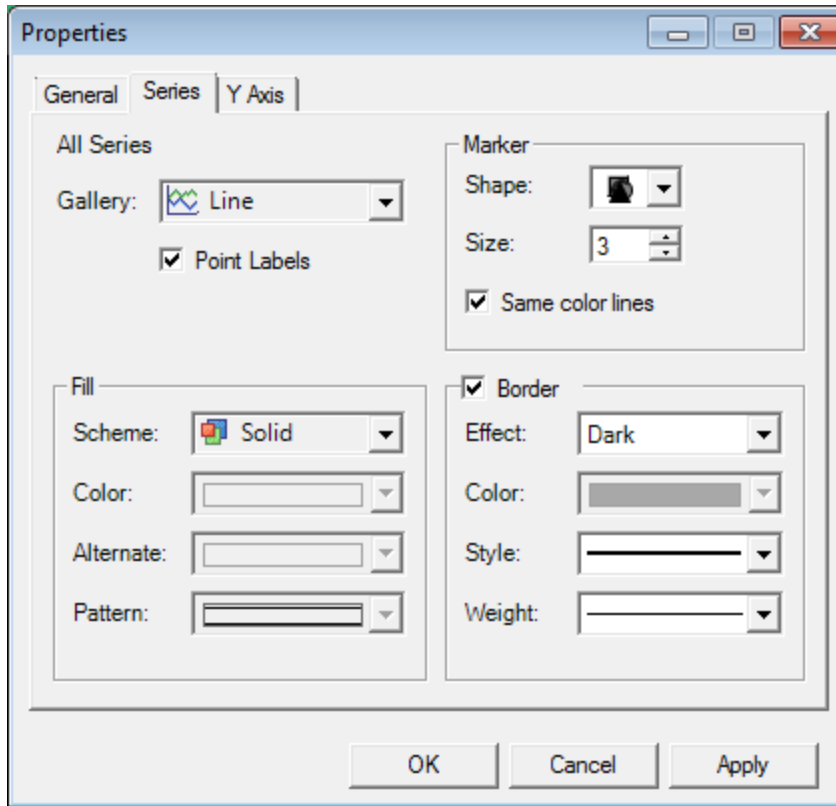 Properties
General Series Y Axis
All Series
Gallery: Line
Point Labels
Marker
Shape:
Size: 3
Same color lines
Fill
Scheme: Solid
Color:
Alternate:
Pattern:
Border
Effect: Dark
Color:
Style:
Weight:
OK Cancel Apply